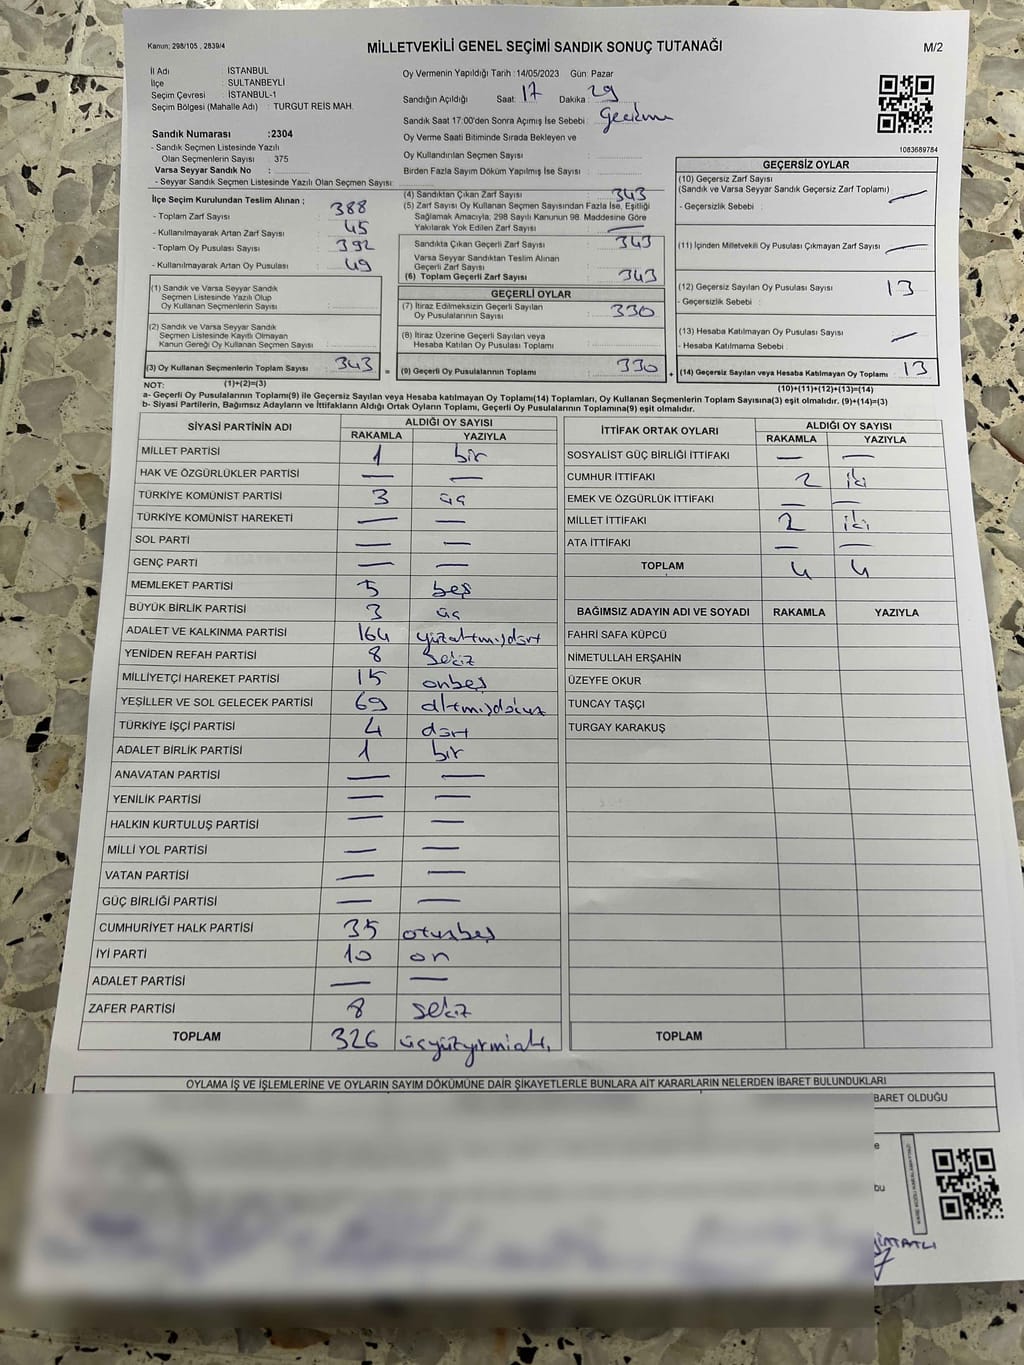 Kanun; 298/105 , 2839/4
MİLLETVEKİLİ GENEL SEÇİMİ SANDIK SONUÇ TUTANAĞI
M/2
İl Adı : ISTANBUL
İlçe : SULTANBEYLİ
Seçim Çevresi : İSTANBUL-1
Seçim Bölgesi (Mahalle Adı) : TURGUT REİS MAH.
Sandık Numarası :2304
- Sandık Seçmen Listesinde Yazılı
Olan Seçmenlerin Sayısı : 375
Varsa Seyyar Sandık No :
- Seyyar Sandık Seçmen Listesinde Yazılı Olan Seçmen Sayısı:
Oy Vermenin Yapıldığı Tarih :14/05/2023 Gün: Pazar
Sandığın Açıldığı Saat: 17 Dakika: 29
Sandık Saat 17:00'den Sonra Açımış İse Sebebi : Gecikme
Oy Verme Saati Bitiminde Sırada Bekleyen ve
Oy Kullandırılan Seçmen Sayısı :
Birden Fazla Sayım Döküm Yapılmış İse Sayısı :
1083689784
İlçe Seçim Kurulundan Teslim Alınan ;
- Toplam Zarf Sayısı : 388
- Kullanılmayarak Artan Zarf Sayısı : 45
- Toplam Oy Pusulası Sayısı : 392
- Kullanılmayarak Artan Oy Pusulası : 49
(1) Sandık ve Varsa Seyyar Sandık
Seçmen Listesinde Yazılı Olup
Oy Kullanan Seçmenlerin Sayısı :
(2) Sandık ve Varsa Seyyar Sandık
Seçmen Listesinde Kayıtlı Olmayan
Kanun Gereği Oy Kullanan Seçmen Sayısı :
(3) Oy Kullanan Seçmenlerin Toplam Sayısı : 343
(4) Sandıktan Çıkan Zarf Sayısı : 343
(5) Zarf Sayısı Oy Kullanan Seçmen Sayısından Fazla İse, Eşitliği
Sağlamak Amacıyla; 298 Sayılı Kanunun 98. Maddesine Göre
Yakılarak Yok Edilen Zarf Sayısı : —
Sandıkta Çıkan Geçerli Zarf Sayısı : 343
Varsa Seyyar Sandıktan Teslim Alınan
Geçerli Zarf Sayısı :
(6) Toplam Geçerli Zarf Sayısı : 343
GEÇERLİ OYLAR
(7) İtiraz Edilmeksizin Geçerli Sayılan
Oy Pusulalarının Sayısı : 330
(8) İtiraz Üzerine Geçerli Sayılan veya
Hesaba Katılan Oy Pusulası Toplamı :
= (9) Geçerli Oy Pusulalarının Toplamı : 330
GEÇERSİZ OYLAR
(10) Geçersiz Zarf Sayısı
(Sandık ve Varsa Seyyar Sandık Geçersiz Zarf Toplamı) : —
- Geçersizlik Sebebi :
(11) İçinden Milletvekili Oy Pusulası Çıkmayan Zarf Sayısı : —
(12) Geçersiz Sayılan Oy Pusulası Sayısı : 13
- Geçersizlik Sebebi :
(13) Hesaba Katılmayan Oy Pusulası Sayısı : —
- Hesaba Katılmama Sebebi :
+ (14) Geçersiz Sayılan veya Hesaba Katılmayan Oy Toplamı : 13
NOT: (1)+(2)=(3) (10)+(11)+(12)+(13)=(14)
a- Geçerli Oy Pusulalarının Toplamı(9) ile Geçersiz Sayılan veya Hesaba katılmayan Oy Toplamı(14) Toplamları, Oy Kullanan Seçmenlerin Toplam Sayısına(3) eşit olmalıdır. (9)+(14)=(3)
b- Siyasi Partilerin, Bağımsız Adayların ve İttifakların Aldığı Ortak Oyların Toplamı, Geçerli Oy Pusulalarının Toplamına(9) eşit olmalıdır.
SİYASİ PARTİNİN ADI ALDIĞI OY SAYISI
RAKAMLA YAZIYLA
MİLLET PARTİSİ 1 bir
HAK VE ÖZGÜRLÜKLER PARTİSİ — —
TÜRKİYE KOMÜNİST PARTİSİ 3 üç
TÜRKİYE KOMÜNİST HAREKETİ — —
SOL PARTİ — —
GENÇ PARTİ — —
MEMLEKET PARTİSİ 5 beş
BÜYÜK BİRLİK PARTİSİ 3 üç
ADALET VE KALKINMA PARTİSİ 164 yüzaltmışdört
YENİDEN REFAH PARTİSİ 8 Sekiz
MİLLİYETÇİ HAREKET PARTİSİ 15 onbeş
YEŞİLLER VE SOL GELECEK PARTİSİ 69 altmışdokuz
TÜRKİYE İŞÇİ PARTİSİ 4 dört
ADALET BİRLİK PARTİSİ 1 bir
ANAVATAN PARTİSİ — —
YENİLİK PARTİSİ — —
HALKIN KURTULUŞ PARTİSİ — —
MİLLİ YOL PARTİSİ — —
VATAN PARTİSİ — —
GÜÇ BİRLİĞİ PARTİSİ — —
CUMHURİYET HALK PARTİSİ 35 otuzbeş
İYİ PARTİ 10 on
ADALET PARTİSİ — —
ZAFER PARTİSİ 8 sekiz
TOPLAM 326 üçyüzyirmialtı
İTTİFAK ORTAK OYLARI ALDIĞI OY SAYISI
RAKAMLA YAZIYLA
SOSYALİST GÜÇ BİRLİĞİ İTTİFAKI — —
CUMHUR İTTİFAKI 2 iki
EMEK VE ÖZGÜRLÜK İTTİFAKI — —
MİLLET İTTİFAKI 2 iki
ATA İTTİFAKI — —
TOPLAM 4 4
BAĞIMSIZ ADAYIN ADI VE SOYADI RAKAMLA YAZIYLA
FAHRİ SAFA KÜPCÜ
NİMETULLAH ERŞAHİN
ÜZEYFE OKUR
TUNCAY TAŞÇI
TURGAY KARAKUŞ
TOPLAM
OYLAMA İŞ VE İŞLEMLERİNE VE OYLARIN SAYIM DÖKÜMÜNE DAİR ŞİKAYETLERLE BUNLARA AİT KARARLARIN NELERDEN İBARET BULUNDUKLARI
BARET OLDUĞU
e
bu